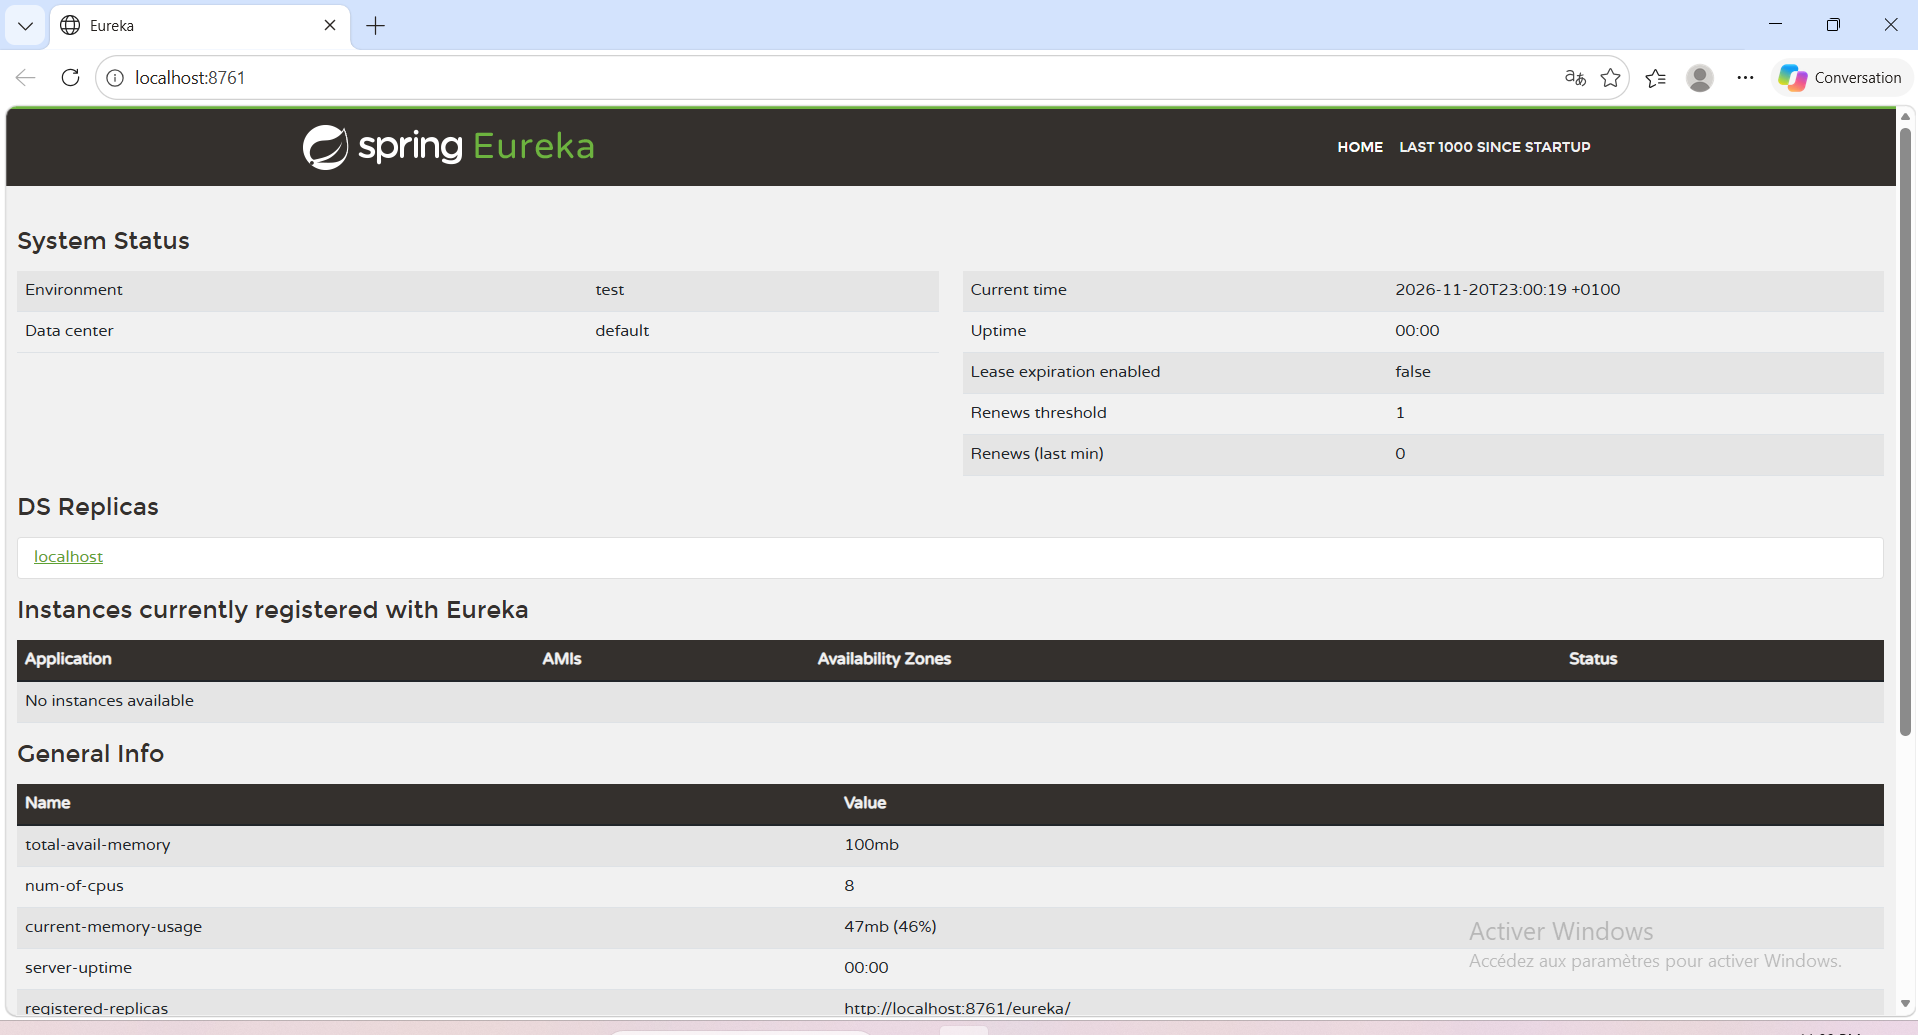 Eureka
localhost:8761
Conversation
spring Eureka
HOME LAST 1000 SINCE STARTUP
System Status
Environment test
Data center default
Current time 2026-11-20T23:00:19 +0100
Uptime 00:00
Lease expiration enabled false
Renews threshold 1
Renews (last min) 0
DS Replicas
localhost
Instances currently registered with Eureka
Application AMIs Availability Zones Status
No instances available
General Info
Name Value
total-avail-memory 100mb
num-of-cpus 8
current-memory-usage 47mb (46%)
server-uptime 00:00
registered-replicas http://localhost:8761/eureka/
Activer Windows
Accédez aux paramètres pour activer Windows.